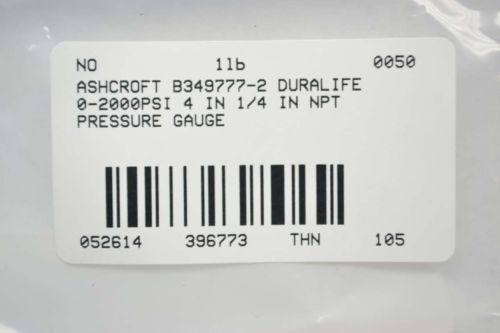 NO 1lb 0050
ASHCROFT B349777-2 DURALIFE
0-2000PSI 4 IN 1/4 IN NPT
PRESSURE GAUGE
052614 396773 THN 105